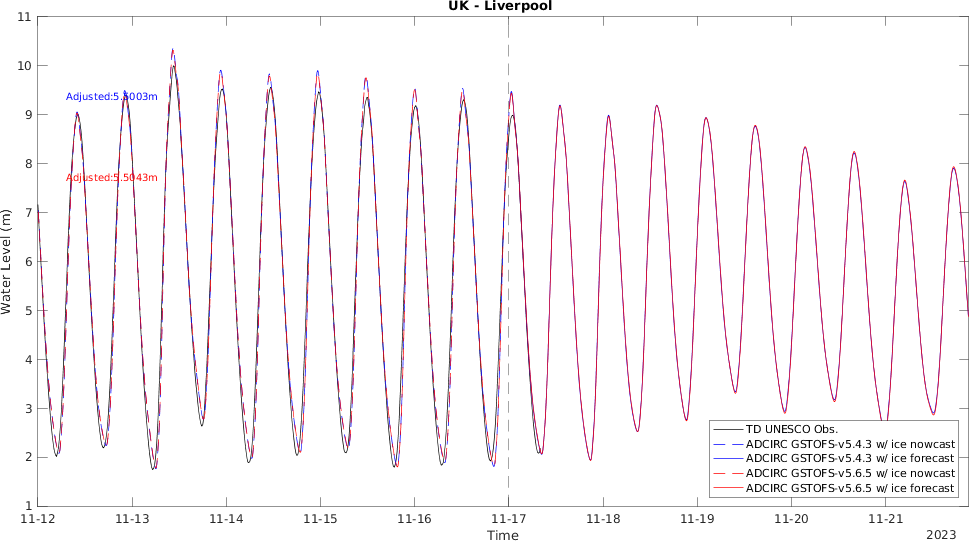 UK - Liverpool
11
10
9
8
7
6
5
4
3
2
1
Water Level (m)
Adjusted:5.5003m
Adjusted:5.5043m
TD UNESCO Obs.
ADCIRC GSTOFS-v5.4.3 w/ ice nowcast
ADCIRC GSTOFS-v5.4.3 w/ ice forecast
ADCIRC GSTOFS-v5.6.5 w/ ice nowcast
ADCIRC GSTOFS-v5.6.5 w/ ice forecast
11-12 11-13 11-14 11-15 11-16 11-17 11-18 11-19 11-20 11-21
Time
2023